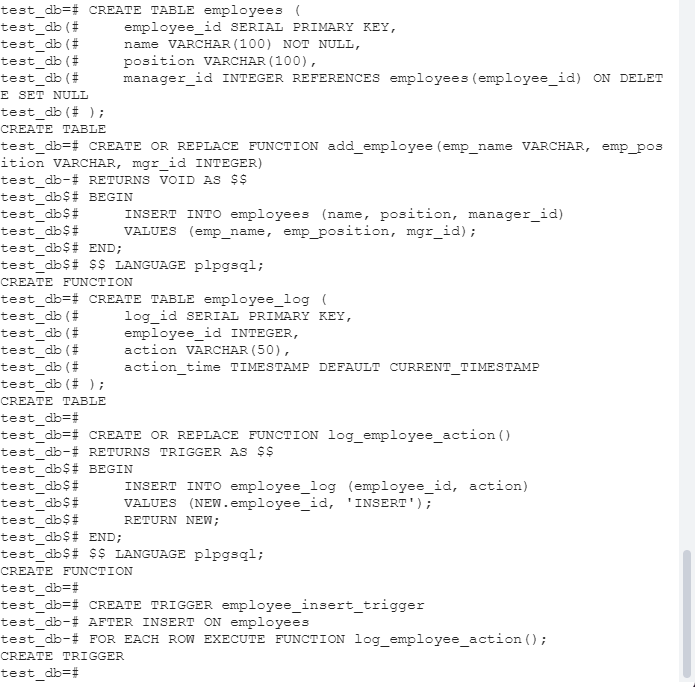 test_db=# CREATE TABLE employees (
test_db(#     employee_id SERIAL PRIMARY KEY,
test_db(#     name VARCHAR(100) NOT NULL,
test_db(#     position VARCHAR(100),
test_db(#     manager_id INTEGER REFERENCES employees(employee_id) ON DELET
E SET NULL
test_db(# );
CREATE TABLE
test_db=# CREATE OR REPLACE FUNCTION add_employee(emp_name VARCHAR, emp_pos
ition VARCHAR, mgr_id INTEGER)
test_db-# RETURNS VOID AS $$
test_db$# BEGIN
test_db$#     INSERT INTO employees (name, position, manager_id)
test_db$#     VALUES (emp_name, emp_position, mgr_id);
test_db$# END;
test_db$# $$ LANGUAGE plpgsql;
CREATE FUNCTION
test_db=# CREATE TABLE employee_log (
test_db(#     log_id SERIAL PRIMARY KEY,
test_db(#     employee_id INTEGER,
test_db(#     action VARCHAR(50),
test_db(#     action_time TIMESTAMP DEFAULT CURRENT_TIMESTAMP
test_db(# );
CREATE TABLE
test_db=#
test_db=# CREATE OR REPLACE FUNCTION log_employee_action()
test_db-# RETURNS TRIGGER AS $$
test_db$# BEGIN
test_db$#     INSERT INTO employee_log (employee_id, action)
test_db$#     VALUES (NEW.employee_id, 'INSERT');
test_db$#     RETURN NEW;
test_db$# END;
test_db$# $$ LANGUAGE plpgsql;
CREATE FUNCTION
test_db=#
test_db=# CREATE TRIGGER employee_insert_trigger
test_db-# AFTER INSERT ON employees
test_db-# FOR EACH ROW EXECUTE FUNCTION log_employee_action();
CREATE TRIGGER
test_db=#